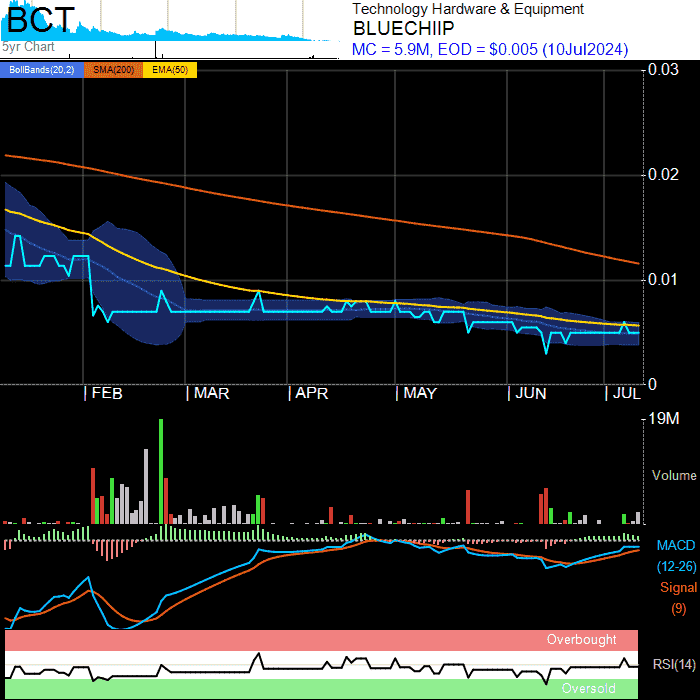 BCT
5yr Chart
Technology Hardware & Equipment
BLUECHIIP
MC = 5.9M, EOD = $0.005 (10Jul2024)
BollBands(20,2) SMA(200) EMA(50)
0.03
0.02
0.01
0
FEB MAR APR MAY JUN JUL
19M
Volume
MACD
(12-26)
Signal
(9)
Overbought
RSI(14)
Oversold